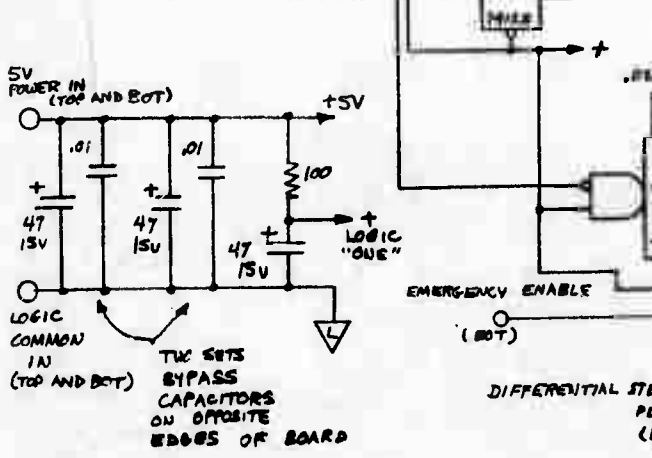 5V
POWER IN
(TOP AND BOT)
+5V
.01
.01
100
+
47
15V
+
47
15V
+
47
15V
+
LOGIC
"ONE"
LOGIC
COMMON
IN
(TOP AND BOT)
L
TWO SETS
BYPASS
CAPACITORS
ON OPPOSITE
EDGES OF BOARD
+
EMERGENCY ENABLE
(BOT)
DIFFERENTIAL